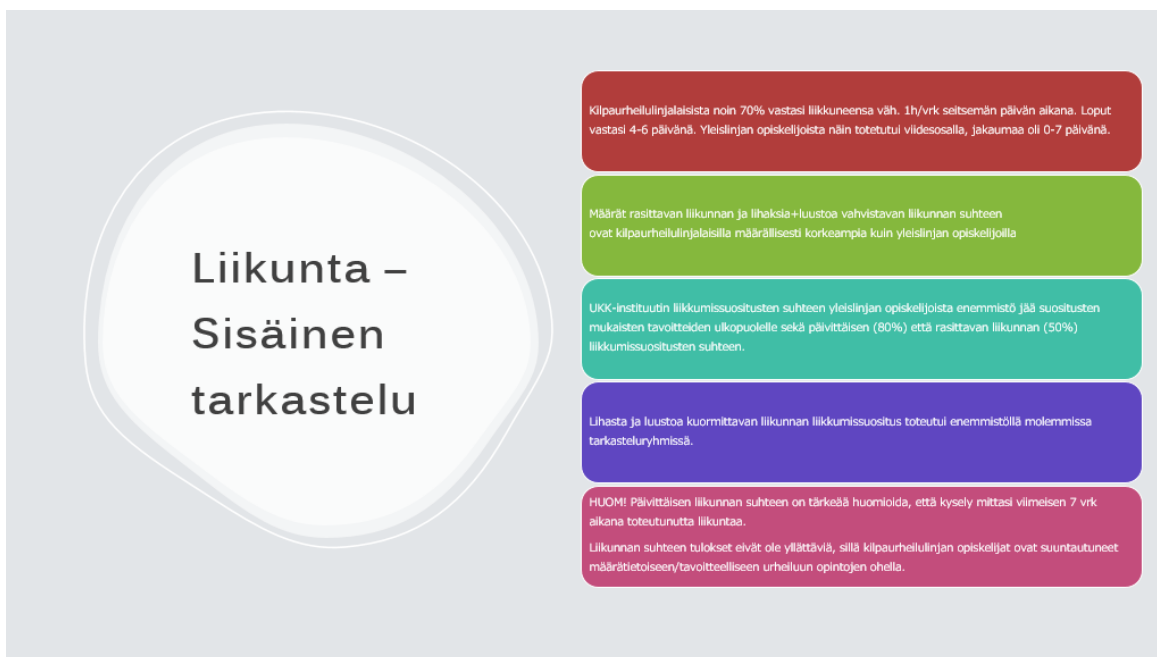 Liikunta –
Sisäinen
tarkastelu
Kilpaurheilulinjalaisista noin 70% vastasi liikkuneensa väh. 1h/vrk seitsemän päivän aikana. Loput
vastasi 4-6 päivänä. Yleislinjan opiskelijoista näin totetutui viidesosalla, jakaumaa oli 0-7 päivänä.
Määrät rasittavan liikunnan ja lihaksia+luustoa vahvistavan liikunnan suhteen
ovat kilpaurheilulinjalaisilla määrällisesti korkeampia kuin yleislinjan opiskelijoilla
UKK-instituutin liikkumissuositusten suhteen yleislinjan opiskelijoista enemmistö jää suositusten
mukaisten tavoitteiden ulkopuolelle sekä päivittäisen (80%) että rasittavan liikunnan (50%)
liikkumissuositusten suhteen.
Lihasta ja luustoa kuormittavan liikunnan liikkumissuositus toteutui enemmistöllä molemmissa
tarkasteluryhmissä.
HUOM! Päivittäisen liikunnan suhteen on tärkeää huomioida, että kysely mittasi viimeisen 7 vrk
aikana toteutunutta liikuntaa.
Liikunnan suhteen tulokset eivät ole yllättäviä, sillä kilpaurheilulinjan opiskelijat ovat suuntautuneet
määrätietoiseen/tavoitteelliseen urheiluun opintojen ohella.